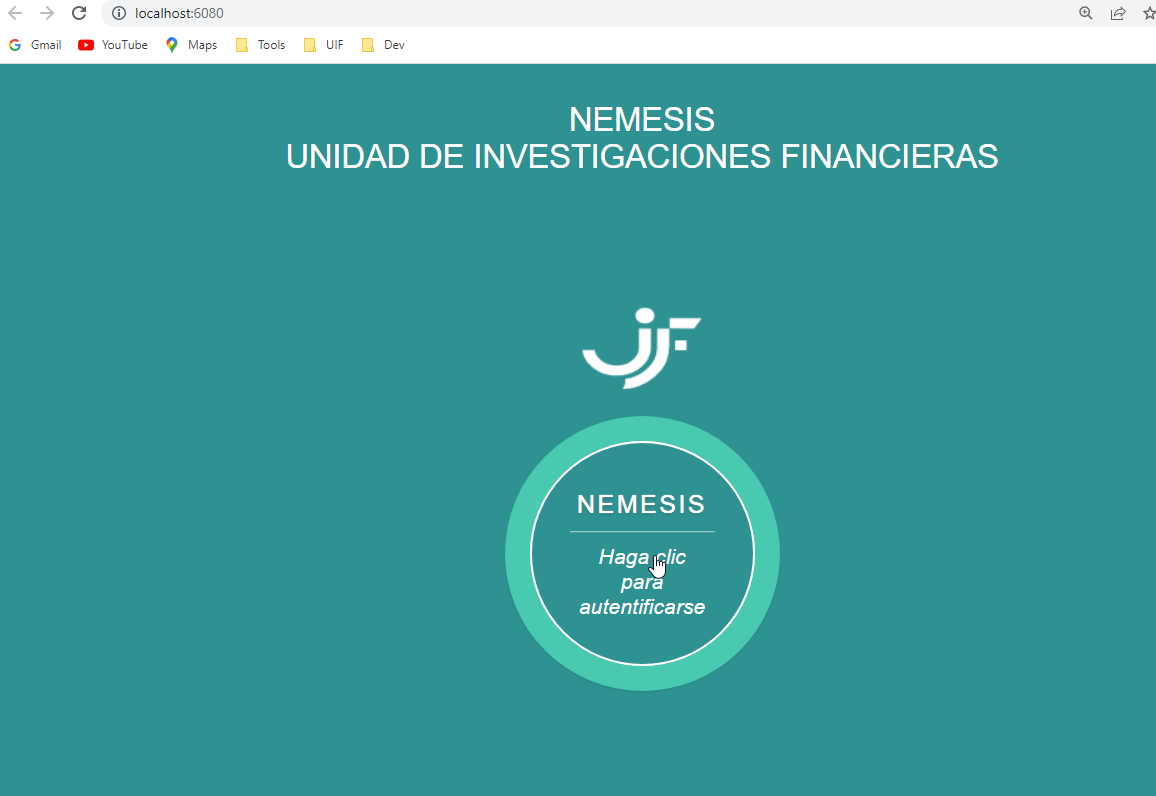 localhost:6080
Gmail YouTube Maps Tools UIF Dev
NEMESIS
UNIDAD DE INVESTIGACIONES FINANCIERAS
NEMESIS
Haga clic
para
autentificarse